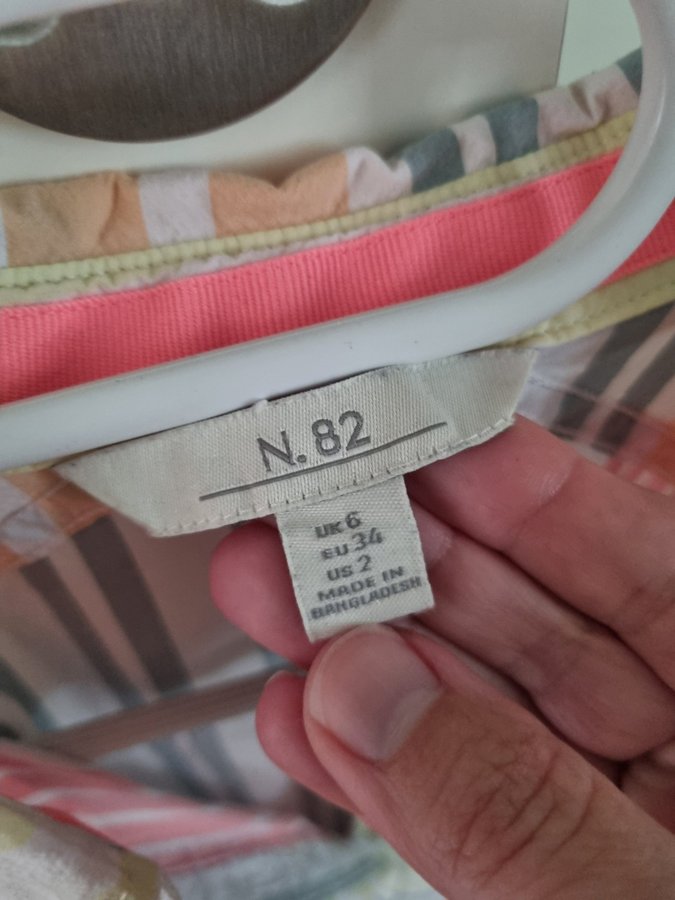 N. 82
UK 6
EU 34
US 2
MADE IN
BANGLADESH